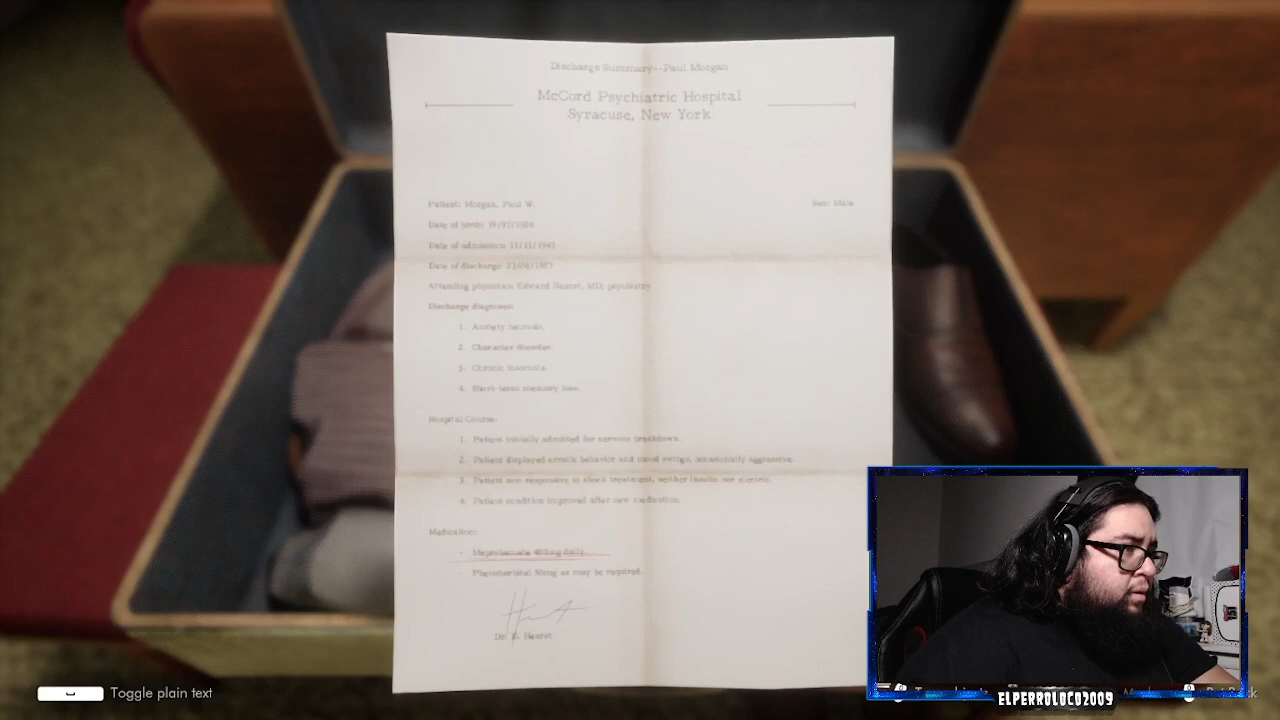 Discharge Summary--Paul Morgan
McCord Psychiatric Hospital
Syracuse, New York
Patient: Morgan, Paul W.
Sex: Male
Date of birth:
Date of admission: 11/11/1947
Date of discharge:
Attending physician: Edward Hearst, MD, psychiatry
Discharge diagnoses:
1. Anxiety neurosis.
2. Character disorder.
3. Chronic insomnia.
4. Short-term memory loss.
Hospital Course:
1. Patient initially admitted for nervous breakdown.
2. Patient displayed erratic behavior and mood swings, occasionally aggressive.
3. Patient non-responsive to shock treatment, neither insulin nor electric.
4. Patient condition improved after new medication.
Medication:
- Meprobamate 400mg daily.
- Phenobarbital 50mg as may be required.
Dr. E. Hearst
Toggle plain text
ELPERROLOCO2009